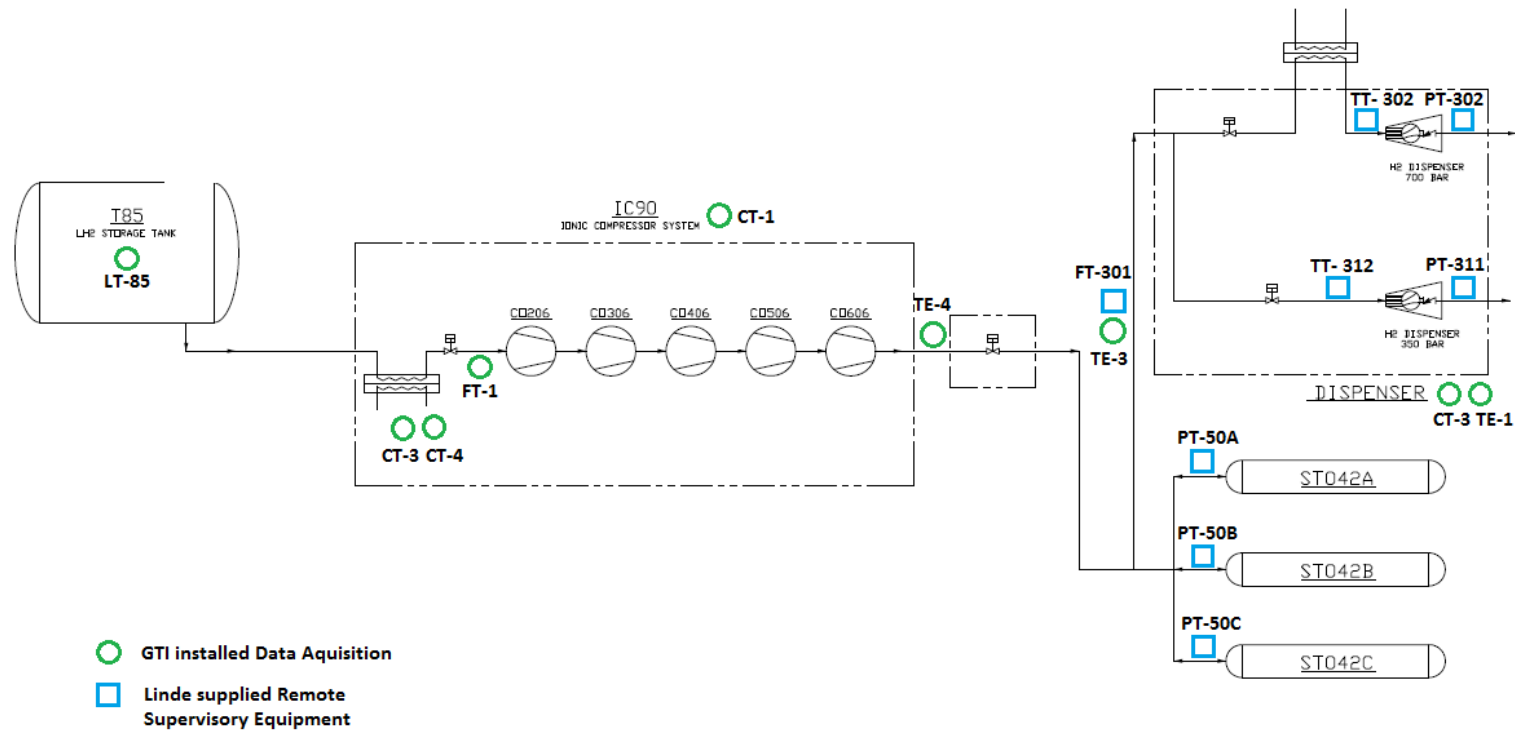 TT- 302
PT-302
H2 DISPENSER
700 BAR
T85
LH2 STORAGE TANK
LT-85
IC90
IONIC COMPRESSOR SYSTEM
CT-1
FT-301
TE-3
TT- 312
PT-311
H2 DISPENSER
350 BAR
CO206
CO306
CO406
CO506
CO606
TE-4
FT-1
CT-3
CT-4
DISPENSER
CT-3
TE-1
PT-50A
ST042A
PT-50B
ST042B
PT-50C
ST042C
GTI installed Data Aquisition
Linde supplied Remote
Supervisory Equipment